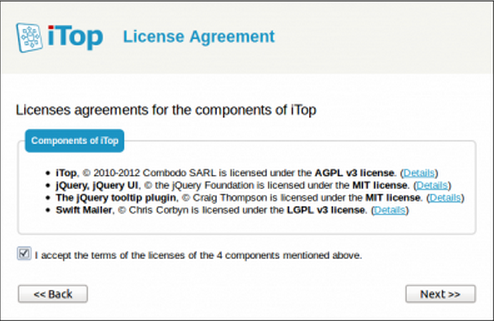 iTop License Agreement
Licenses agreements for the components of iTop
Components of iTop
iTop, © 2010-2012 Combodo SARL is licensed under the AGPL v3 license. (Details)
jQuery, jQuery UI, © the jQuery Foundation is licensed under the MIT license. (Details)
The jQuery tooltip plugin, © Craig Thompson is licensed under the MIT license. (Details)
Swift Mailer, © Chris Corbyn is licensed under the LGPL v3 license. (Details)
I accept the terms of the licenses of the 4 components mentioned above.
<< Back Next >>